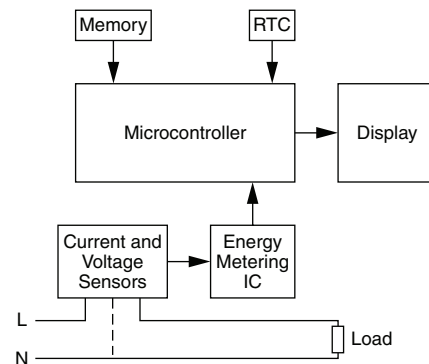 Memory
RTC
Microcontroller
Display
Current and
Voltage
Sensors
Energy
Metering
IC
L
Load
N